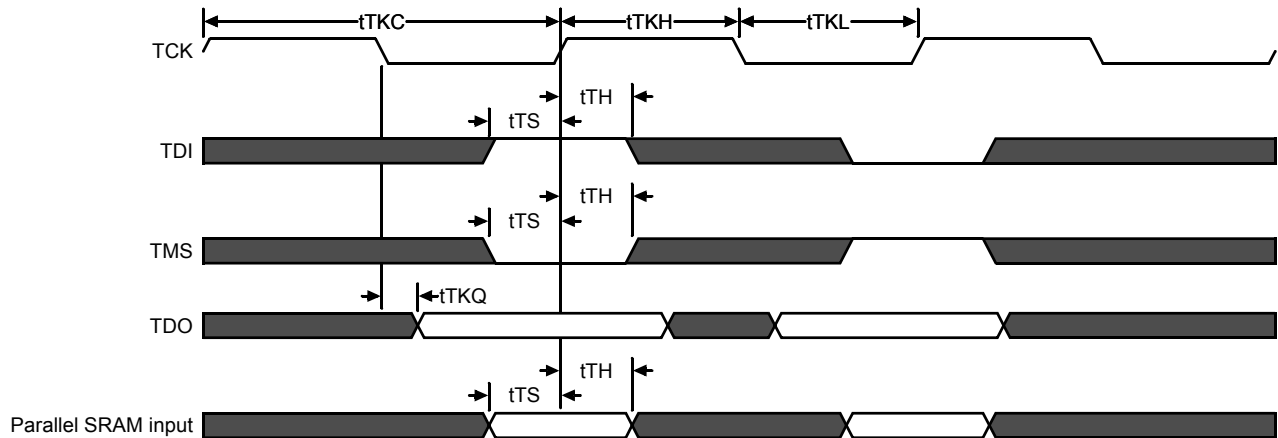 tTKC
tTKH
tTKL
TCK
tTH
tTS
TDI
tTH
tTS
TMS
tTKQ
TDO
tTH
tTS
Parallel SRAM input